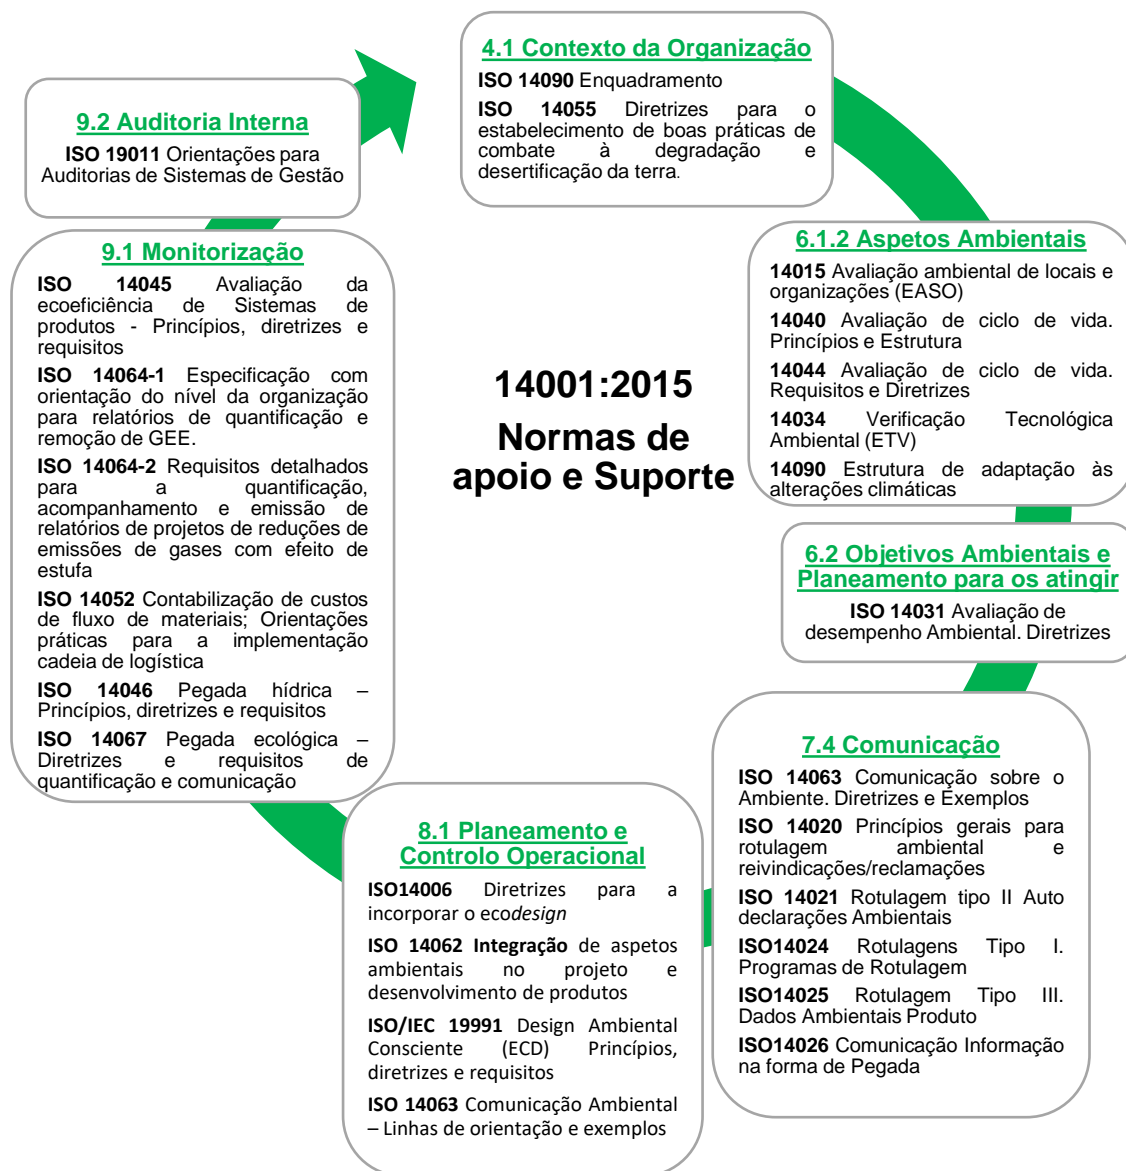 4.1 Contexto da Organização
ISO 14090 Enquadramento
ISO 14055 Diretrizes para o
estabelecimento de boas práticas de
combate à degradação e
desertificação da terra.
6.1.2 Aspetos Ambientais
14015 Avaliação ambiental de locais e
organizações (EASO)
14040 Avaliação de ciclo de vida.
Princípios e Estrutura
14044 Avaliação de ciclo de vida.
Requisitos e Diretrizes
14034 Verificação Tecnológica
Ambiental (ETV)
14090 Estrutura de adaptação às
alterações climáticas
6.2 Objetivos Ambientais e
Planeamento para os atingir
ISO 14031 Avaliação de
desempenho Ambiental. Diretrizes
7.4 Comunicação
ISO 14063 Comunicação sobre o
Ambiente. Diretrizes e Exemplos
ISO 14020 Princípios gerais para
rotulagem ambiental e
reivindicações/reclamações
ISO 14021 Rotulagem tipo II Auto
declarações Ambientais
ISO14024 Rotulagens Tipo I.
Programas de Rotulagem
ISO14025 Rotulagem Tipo III.
Dados Ambientais Produto
ISO14026 Comunicação Informação
na forma de Pegada
8.1 Planeamento e
Controlo Operacional
ISO14006 Diretrizes para a
incorporar o ecodesign
ISO 14062 Integração de aspetos
ambientais no projeto e
desenvolvimento de produtos
ISO/IEC 19991 Design Ambiental
Consciente (ECD) Princípios,
diretrizes e requisitos
ISO 14063 Comunicação Ambiental
– Linhas de orientação e exemplos
9.1 Monitorização
ISO 14045 Avaliação da
ecoeficiência de Sistemas de
produtos - Princípios, diretrizes e
requisitos
ISO 14064-1 Especificação com
orientação do nível da organização
para relatórios de quantificação e
remoção de GEE.
ISO 14064-2 Requisitos detalhados
para a quantificação,
acompanhamento e emissão de
relatórios de projetos de reduções de
emissões de gases com efeito de
estufa
ISO 14052 Contabilização de custos
de fluxo de materiais; Orientações
práticas para a implementação
cadeia de logística
ISO 14046 Pegada hídrica –
Princípios, diretrizes e requisitos
ISO 14067 Pegada ecológica –
Diretrizes e requisitos de
quantificação e comunicação
9.2 Auditoria Interna
ISO 19011 Orientações para
Auditorias de Sistemas de Gestão
14001:2015
Normas de
apoio e Suporte